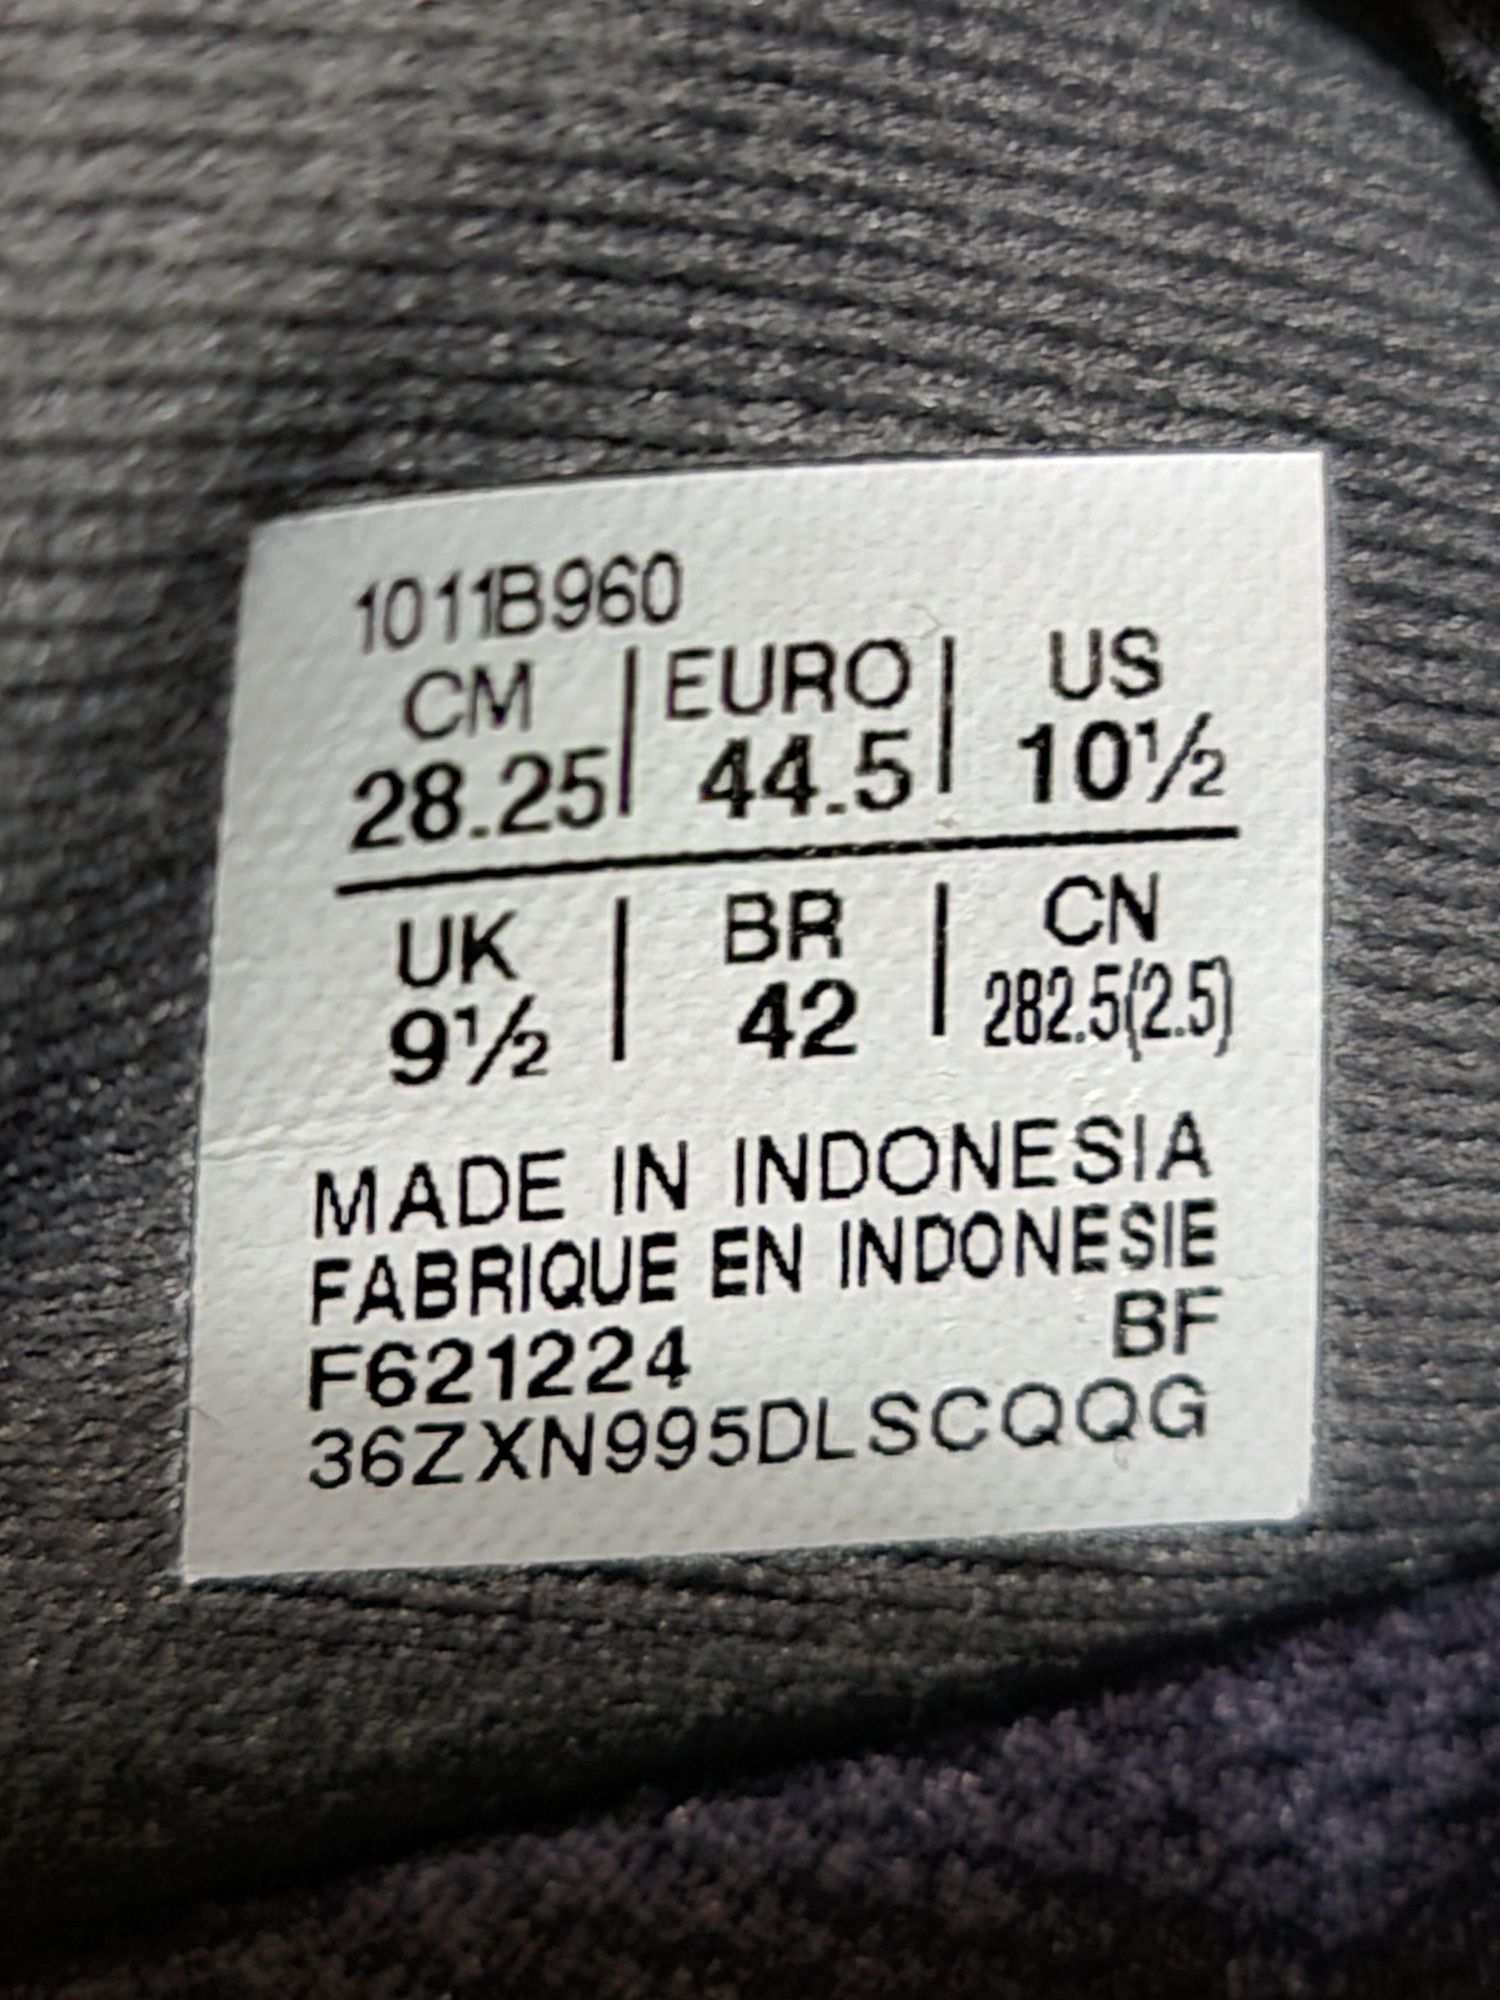 1011B960
CM | EURO | US
28.25 | 44.5 | 10½
UK | BR | CN
9½ | 42 | 282.5(2.5)
MADE IN INDONESIA
FABRIQUE EN INDONESIE
F621224 BF
36ZXN995DLSCQQG